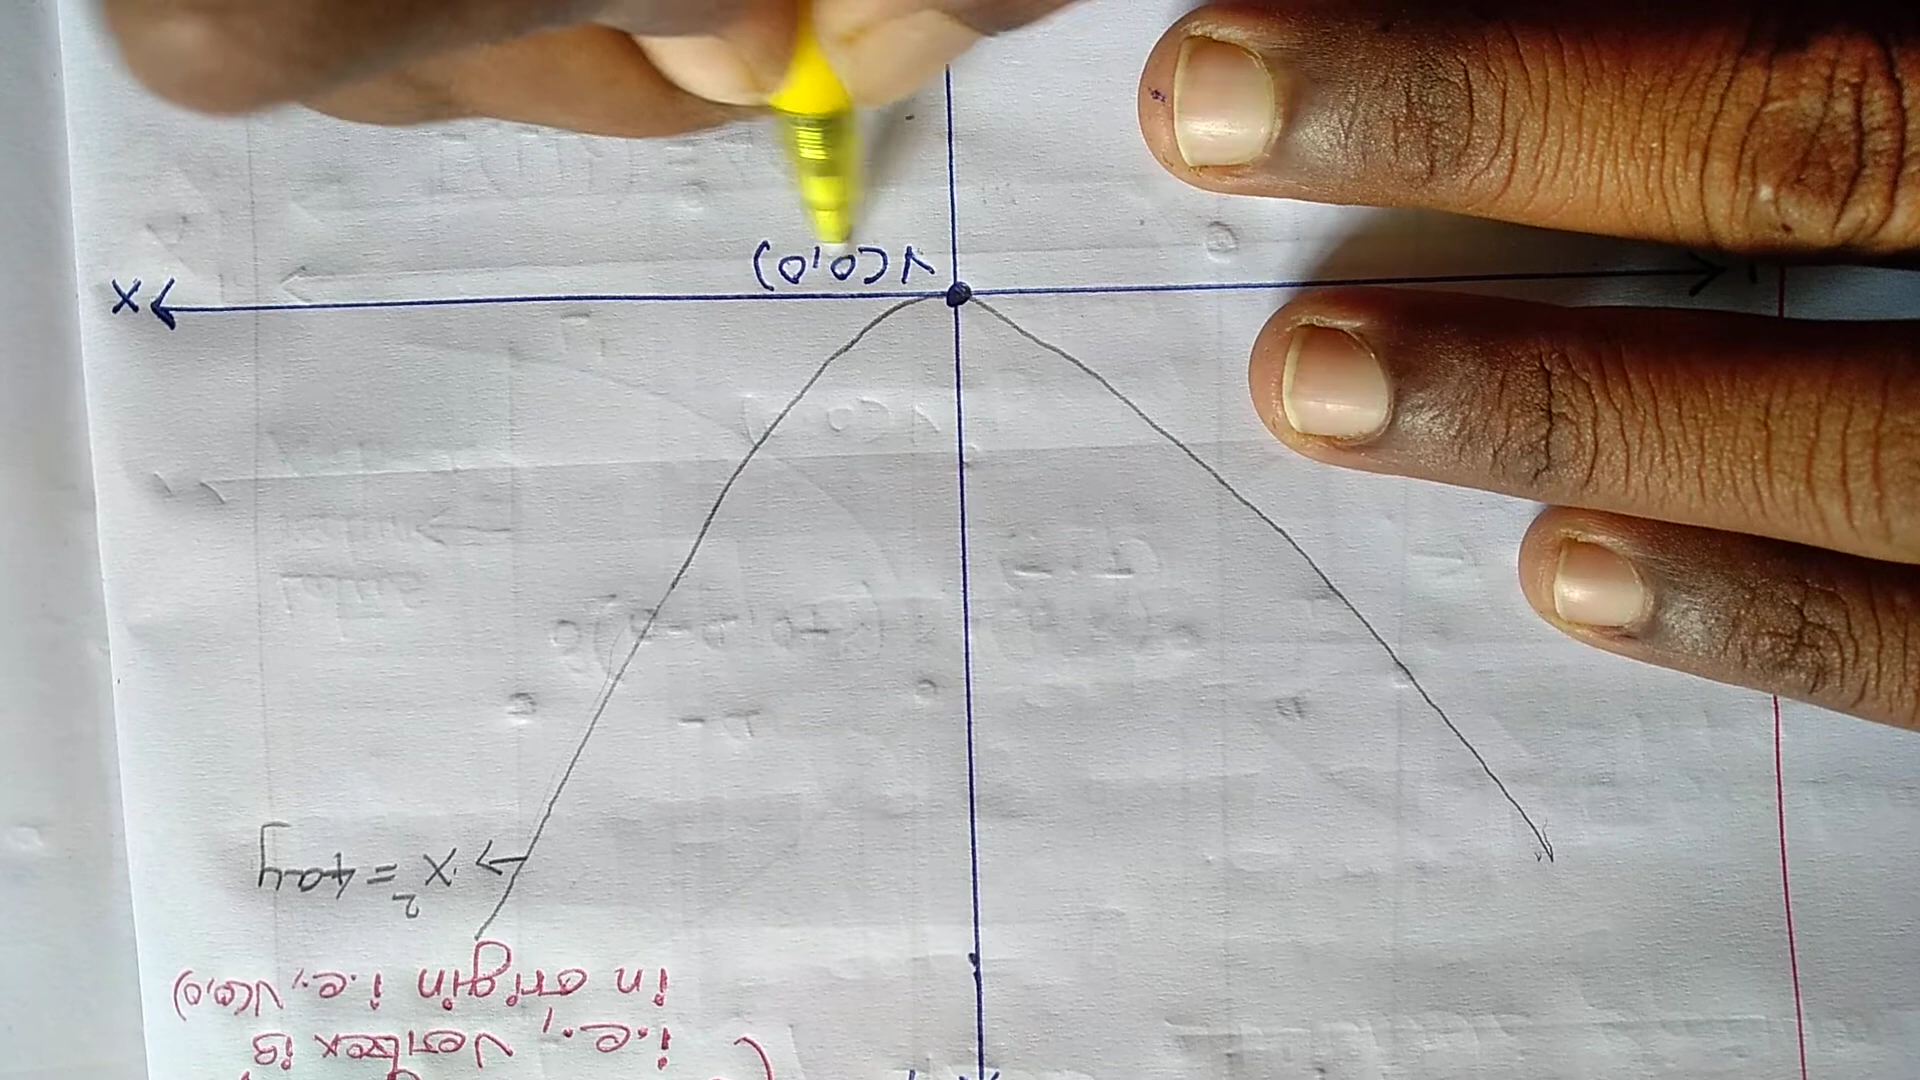 i.e., Vertex is
in origin i.e., V(0,0)
x² = 4ay
X
V(0,0)